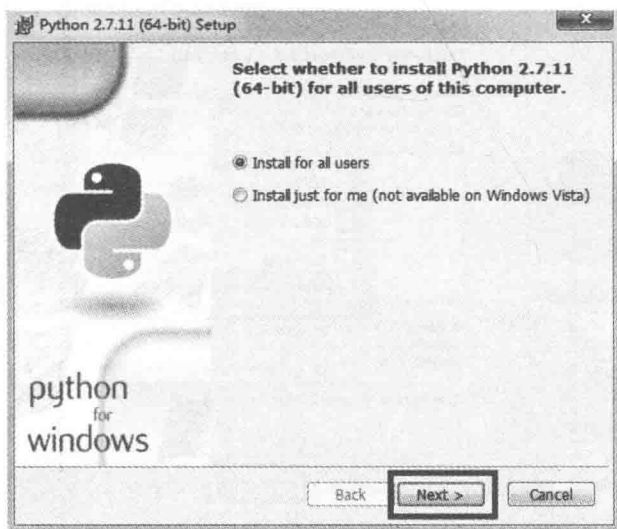 Python 2.7.11 (64-bit) Setup
Select whether to install Python 2.7.11
(64-bit) for all users of this computer.
Install for all users
Install just for me (not available on Windows Vista)
python
for
windows
Back
Next >
Cancel